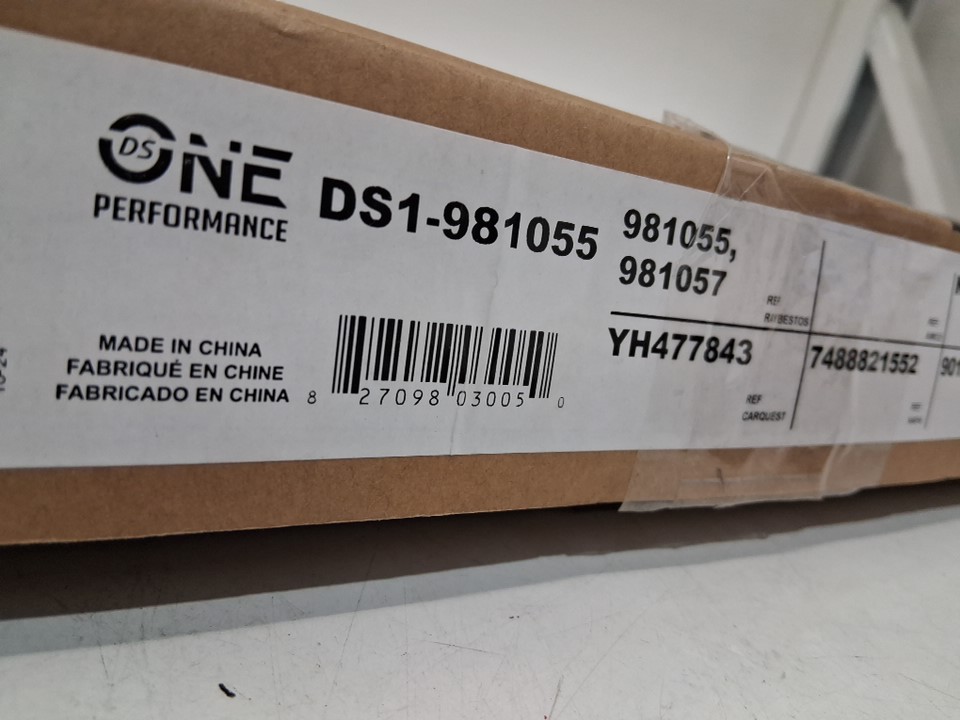 DS ONE
PERFORMANCE
DS1-981055
981055,
981057
REF
RAYBESTOS
YH477843
REF
CARQUEST
7488821552
901
MADE IN CHINA
FABRIQUÉ EN CHINE
FABRICADO EN CHINA
8 27098 03005 0